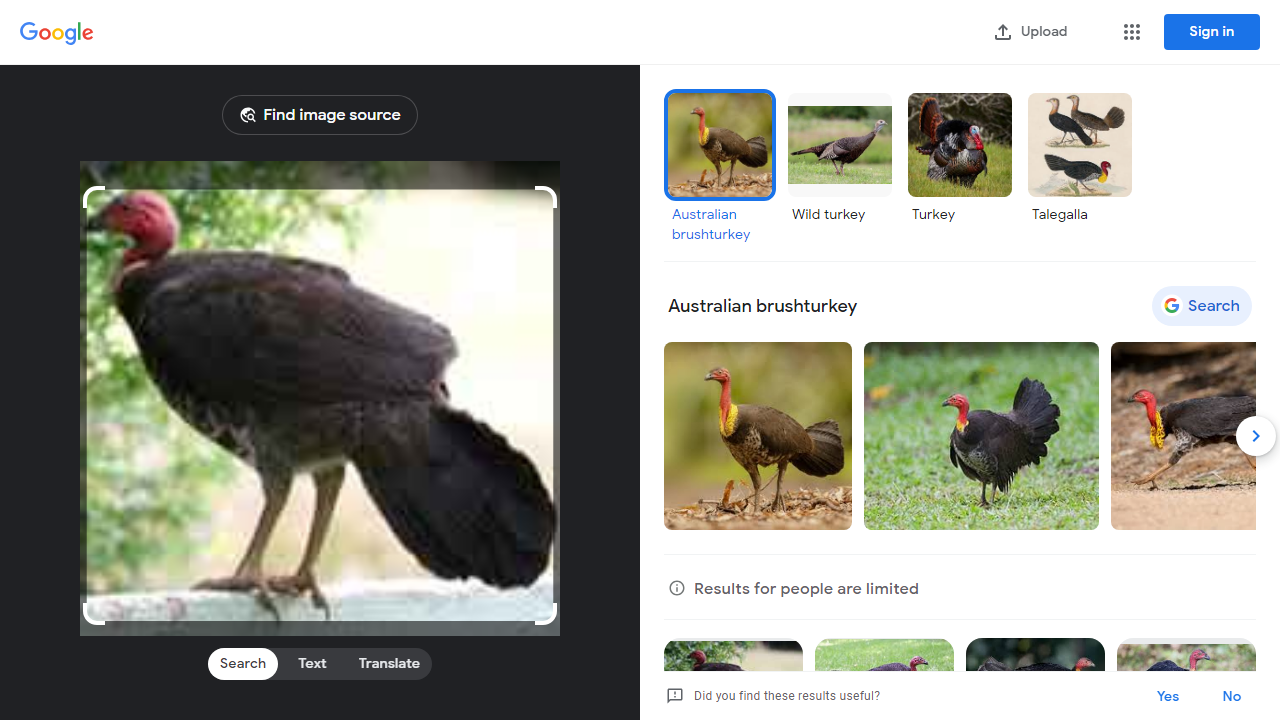 Google
Upload
Sign in
Find image source
Australian brushturkey
Wild turkey
Turkey
Talegalla
Australian brushturkey
Search
Results for people are limited
Search
Text
Translate
Did you find these results useful?
Yes
No